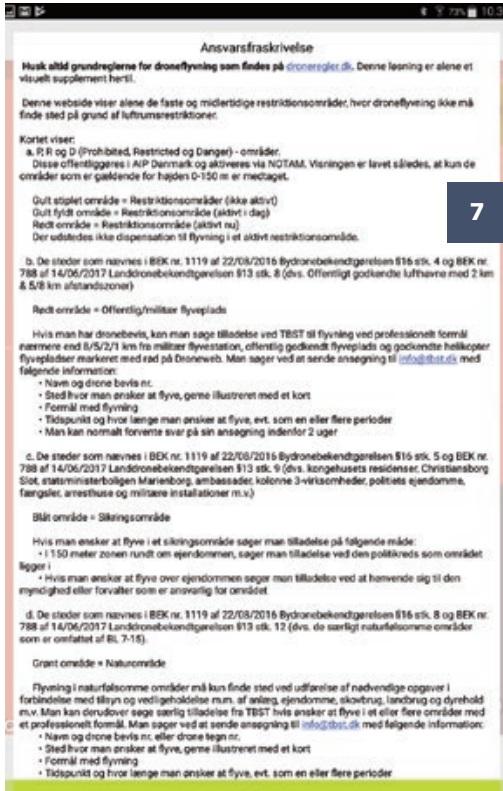 73% 10.3
Ansvarsfraskrivelse
Husk altid grundreglerne for droneflyvning som findes på droneregler.dk. Denne løsning er alene et
visuelt supplement hertil.
Denne webside viser alene de faste og midlertidige restriktionsområder, hvor droneflyvning ikke må
finde sted på grund af luftrumsrestriktioner.
Kortet viser:
a. P, R og D (Prohibited, Restricted og Danger) - områder.
Disse offentliggøres i AIP Danmark og aktiveres via NOTAM. Visningen er lavet således, at kun de
områder som er gældende for højden 0-150 m er medtaget.
Gult stiplet område = Restriktionsområder (ikke aktivt)
Gult fyldt område = Restriktionsområde (aktivt i dag)
Rødt område = Restriktionsområde (aktivt nu)
Der udstedes ikke dispensation til flyvning i et aktivt restriktionsområde.
7
b. De steder som nævnes i BEK nr. 1119 af 22/08/2016 Bydronebekendtgørelsen §16 stk. 4 og BEK nr.
788 af 14/06/2017 Landdronebekendtgørelsen §13 stk. 8 (dvs. Offentligt godkendte lufthavne med 2 km
& 5/8 km afstandszoner)
Rødt område = Offentlig/militær flyveplads
Hvis man har dronebevis, kan man søge tilladelse ved TBST til flyvning ved professionelt formål
nærmere end 8/5/2/1 km fra militær flyvestation, offentlig godkendt flyveplads og godkendte helikopter
flyvepladser markeret med rød på Droneweb. Man søger ved at sende ansøgning til info@tbst.dk med
følgende information:
• Navn og drone bevis nr.
• Sted hvor man ønsker at flyve, gerne illustreret med et kort
• Formål med flyvning
• Tidspunkt og hvor længe man ønsker at flyve, evt. som en eller flere perioder
• Man kan normalt forvente svar på sin ansøgning indenfor 2 uger
c. De steder som nævnes i BEK nr. 1119 af 22/08/2016 Bydronebekendtgørelsen §16 stk. 5 og BEK nr.
788 af 14/06/2017 Landdronebekendtgørelsen §13 stk. 9 (dvs. kongehusets residenser, Christiansborg
Slot, statsministerboligen Marienborg, ambassader, kolonne 3-virksomheder, politiets ejendomme,
fængsler, arresthuse og militære installationer m.v.)
Blåt område = Sikringsområde
Hvis man ønsker at flyve i et sikringsområde søger man tilladelse på følgende måde:
• I 150 meter zonen rundt om ejendommen, søger man tilladelse ved den politikreds som området
ligger i
• Hvis man ønsker at flyve over ejendommen søger man tilladelse ved at henvende sig til den
myndighed eller forvalter som er ansvarlig for området
d. De steder som nævnes i BEK nr. 1119 af 22/08/2016 Bydronebekendtgørelsen §16 stk. 8 og BEK nr.
788 af 14/06/2017 Landdronebekendtgørelsen §13 stk. 12 (dvs. de særligt naturfølsomme områder
som er omfattet af BL 7-15).
Grønt område = Naturområde
Flyvning i naturfølsomme områder må kun finde sted ved udførelse af nødvendige opgaver i
forbindelse med tilsyn og vedligeholdelse m.m. af anlæg, ejendomme, skovbrug, landbrug og dyrehold
m.v. Man kan derudover søge særlig tilladelse fra TBST hvis ønsker at flyve i et eller flere områder med
et professionelt formål. Man søger ved at sende ansøgning til info@tbst.dk med følgende information:
• Navn og drone bevis nr. eller drone tegn nr.
• Sted hvor man ønsker at flyve, gerne illustreret med et kort
• Formål med flyvning
• Tidspunkt og hvor længe man ønsker at flyve, evt. som en eller flere perioder